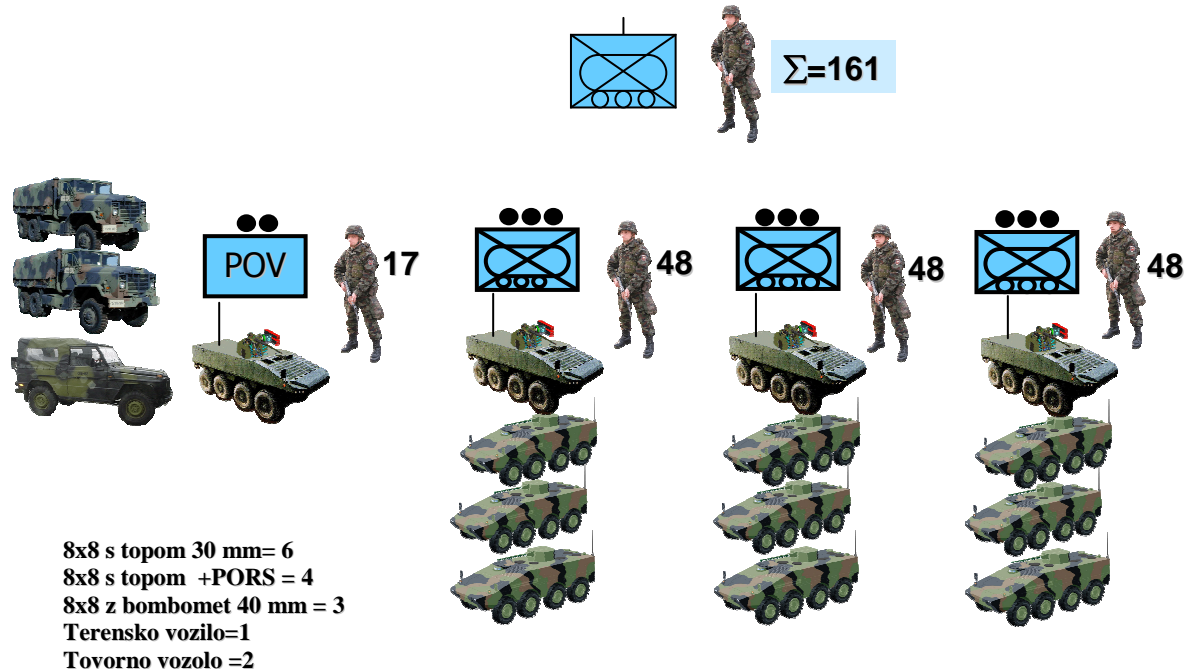 Σ=161
POV
17
48
48
48
8x8 s topom 30 mm= 6
8x8 s topom +PORS = 4
8x8 z bombomet 40 mm = 3
Terensko vozilo=1
Tovorno vozolo =2